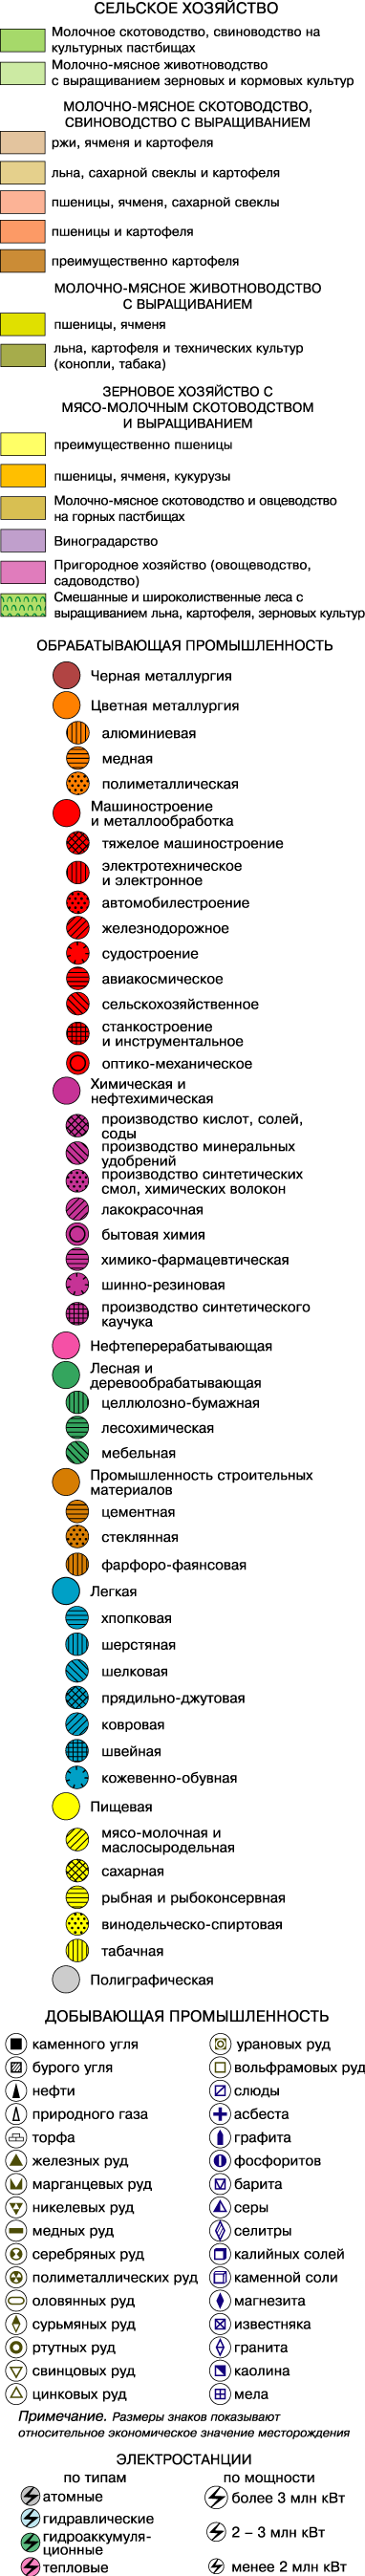 СЕЛЬСКОЕ ХОЗЯЙСТВО
Молочное скотоводство, свиноводство на
культурных пастбищах
Молочно-мясное животноводство
с выращиванием зерновых и кормовых культур
МОЛОЧНО-МЯСНОЕ СКОТОВОДСТВО,
СВИНОВОДСТВО С ВЫРАЩИВАНИЕМ
ржи, ячменя и картофеля
льна, сахарной свеклы и картофеля
пшеницы, ячменя, сахарной свеклы
пшеницы и картофеля
преимущественно картофеля
МОЛОЧНО-МЯСНОЕ ЖИВОТНОВОДСТВО
С ВЫРАЩИВАНИЕМ
пшеницы, ячменя
льна, картофеля и технических культур
(конопли, табака)
ЗЕРНОВОЕ ХОЗЯЙСТВО С
МЯСО-МОЛОЧНЫМ СКОТОВОДСТВОМ
И ВЫРАЩИВАНИЕМ
преимущественно пшеницы
пшеницы, ячменя, кукурузы
Молочно-мясное скотоводство и овцеводство
на горных пастбищах
Виноградарство
Пригородное хозяйство (овощеводство,
садоводство)
Смешанные и широколиственные леса с
выращиванием льна, картофеля, зерновых культур
ОБРАБАТЫВАЮЩАЯ ПРОМЫШЛЕННОСТЬ
Черная металлургия
Цветная металлургия
алюминиевая
медная
полиметаллическая
Машиностроение
и металлообработка
тяжелое машиностроение
электротехническое
и электронное
автомобилестроение
железнодорожное
судостроение
авиакосмическое
сельскохозяйственное
станкостроение
и инструментальное
оптико-механическое
Химическая и
нефтехимическая
производство кислот, солей,
соды
производство минеральных
удобрений
производство синтетических
смол, химических волокон
лакокрасочная
бытовая химия
химико-фармацевтическая
шинно-резиновая
производство синтетического
каучука
Нефтеперерабатывающая
Лесная и
деревообрабатывающая
целлюлозно-бумажная
лесохимическая
мебельная
Промышленность строительных
материалов
цементная
стеклянная
фарфоро-фаянсовая
Легкая
хлопковая
шерстяная
шелковая
прядильно-джутовая
ковровая
швейная
кожевенно-обувная
Пищевая
мясо-молочная и
маслосыродельная
сахарная
рыбная и рыбоконсервная
винодельческо-спиртовая
табачная
Полиграфическая
ДОБЫВАЮЩАЯ ПРОМЫШЛЕННОСТЬ
каменного угля
бурого угля
нефти
природного газа
торфа
железных руд
марганцевых руд
никелевых руд
медных руд
серебряных руд
полиметаллических руд
оловянных руд
сурьмяных руд
ртутных руд
свинцовых руд
цинковых руд
урановых руд
вольфрамовых руд
слюды
асбеста
графита
фосфоритов
барита
серы
селитры
калийных солей
каменной соли
магнезита
известняка
гранита
каолина
мела
Примечание. Размеры знаков показывают
относительное экономическое значение месторождения
ЭЛЕКТРОСТАНЦИИ
по типам
атомные
гидравлические
гидроаккумуля-
ционные
тепловые
по мощности
более 3 млн кВт
2 – 3 млн кВт
менее 2 млн кВт